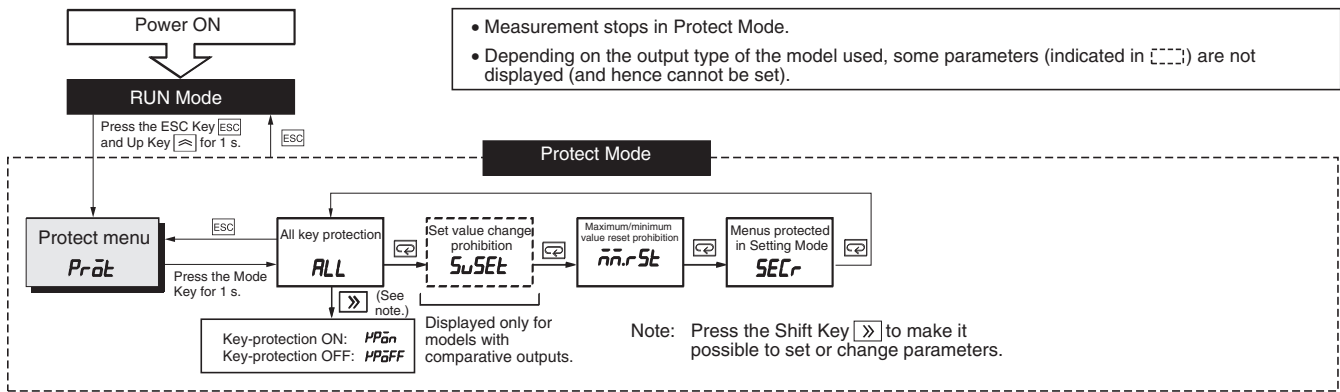 Power ON
• Measurement stops in Protect Mode.
• Depending on the output type of the model used, some parameters (indicated in [---]) are not
displayed (and hence cannot be set).
RUN Mode
Press the ESC Key ESC
and Up Key for 1 s.
ESC
Protect Mode
Protect menu
Prot
ESC
Press the Mode
Key for 1 s.
All key protection
ALL
Set value change
prohibition
SvSEt
Maximum/minimum
value reset prohibition
mm.rSt
Menus protected
in Setting Mode
SECr
(See
note.)
Key-protection ON: KPon
Key-protection OFF: KPoFF
Displayed only for
models with
comparative outputs.
Note: Press the Shift Key to make it
possible to set or change parameters.